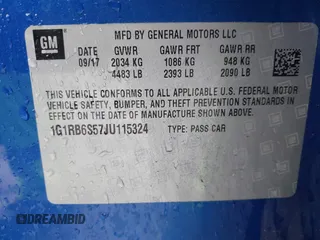 GM
MFD BY GENERAL MOTORS LLC
DATE GVWR GAWR FRT GAWR RR
09/17 2034 KG 1086 KG 948 KG
4483 LB 2393 LB 2090 LB
THIS VEHICLE CONFORMS TO ALL APPLICABLE U.S. FEDERAL MOTOR
VEHICLE SAFETY, BUMPER, AND THEFT PREVENTION STANDARDS IN
EFFECT ON THE DATE OF MANUFACTURE SHOWN ABOVE.
1G1RB6S57JU115324 TYPE: PASS CAR
DREAMBID